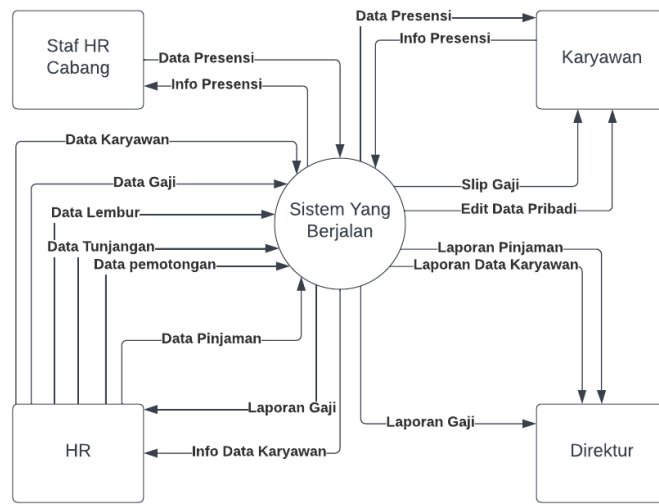 Data Presensi
Info Presensi
Staf HR
Cabang
Data Presensi
Info Presensi
Karyawan
Data Karyawan
Data Gaji
Slip Gaji
Data Lembur
Sistem Yang
Berjalan
Edit Data Pribadi
Data Tunjangan
Laporan Pinjaman
Data pemotongan
Laporan Data Karyawan
Data Pinjaman
Laporan Gaji
Laporan Gaji
HR
Info Data Karyawan
Direktur